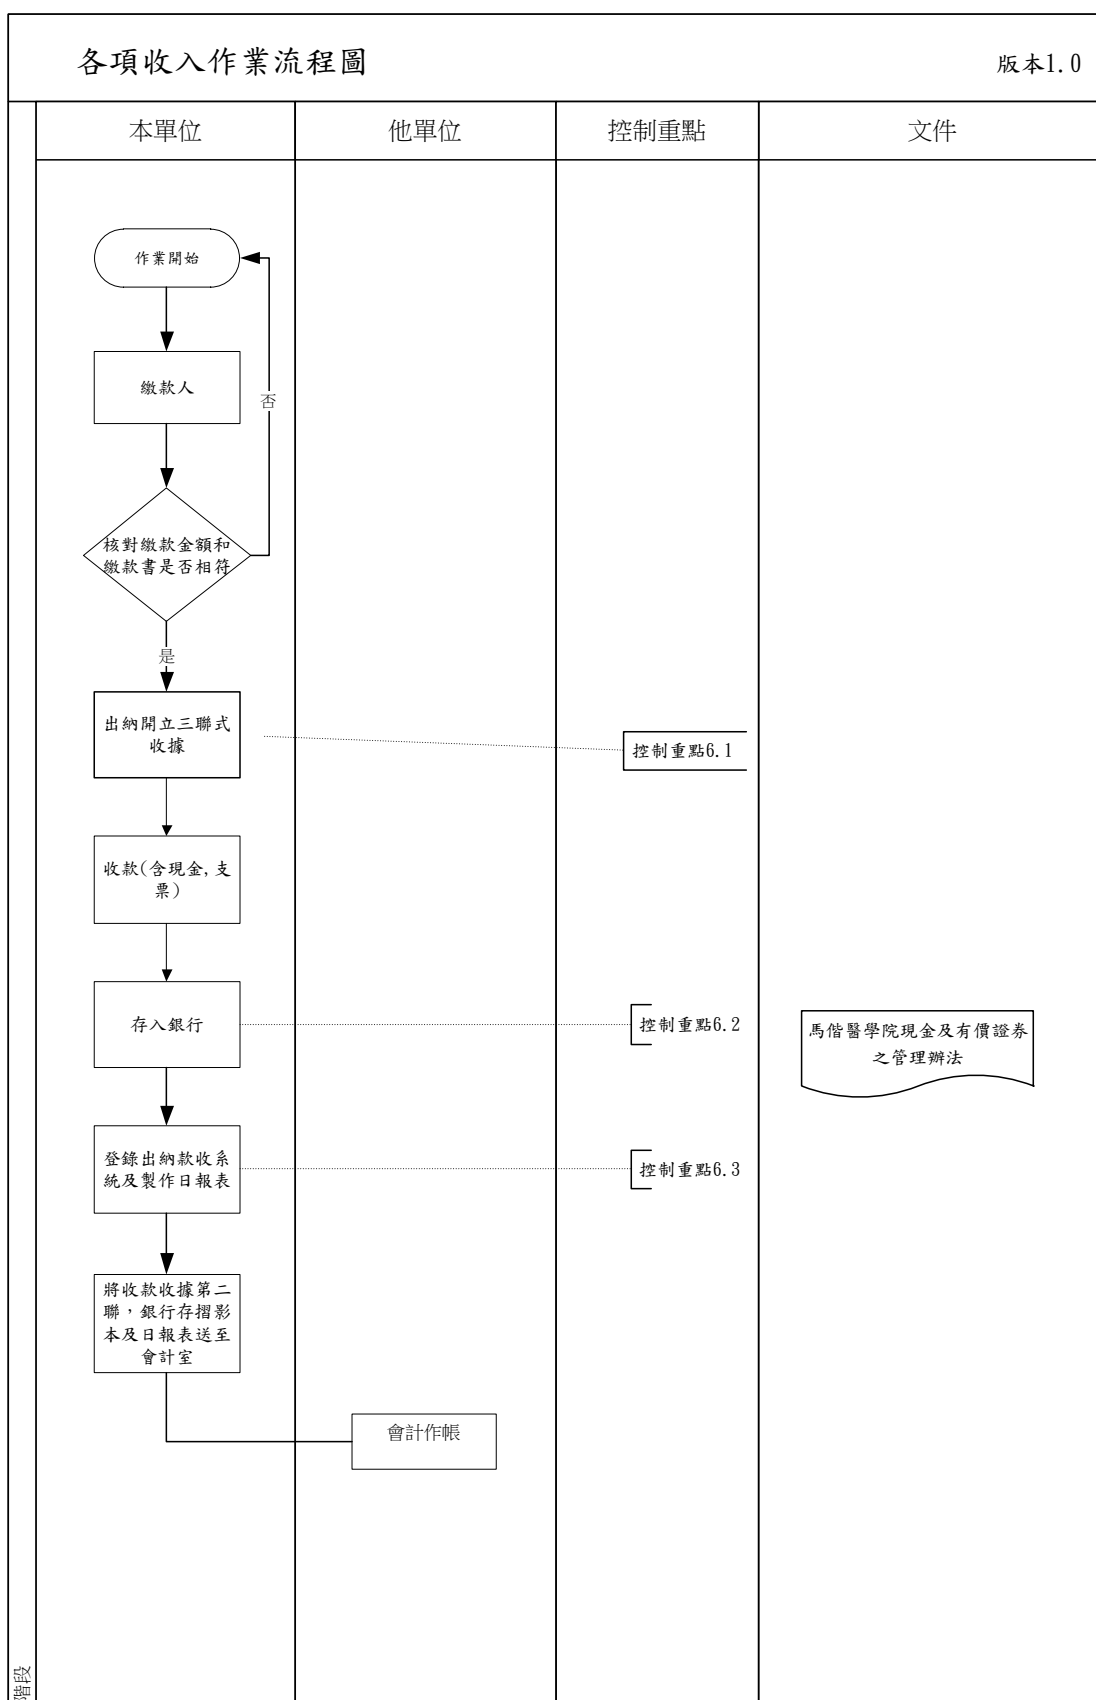 各項收入作業流程圖
版本1.0
本單位
他單位
控制重點
文件
作業開始
繳款人
否
核對繳款金額和
繳款書是否相符
是
出納開立三聯式
收據
控制重點6.1
收款(含現金,支
票)
存入銀行
控制重點6.2
馬偕醫學院現金及有價證券
之管理辦法
登錄出納款收系
統及製作日報表
控制重點6.3
將收款收據第二
聯，銀行存摺影
本及日報表送至
會計室
會計作帳
階段